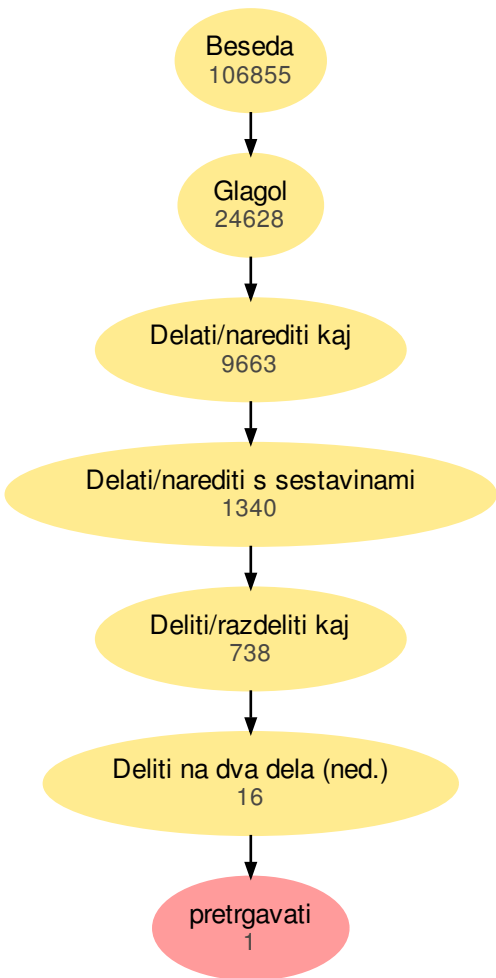 Beseda
106855
Glagol
24628
Delati/narediti kaj
9663
Delati/narediti s sestavinami
1340
Deliti/razdeliti kaj
738
Deliti na dva dela (ned.)
16
pretrgavati
1